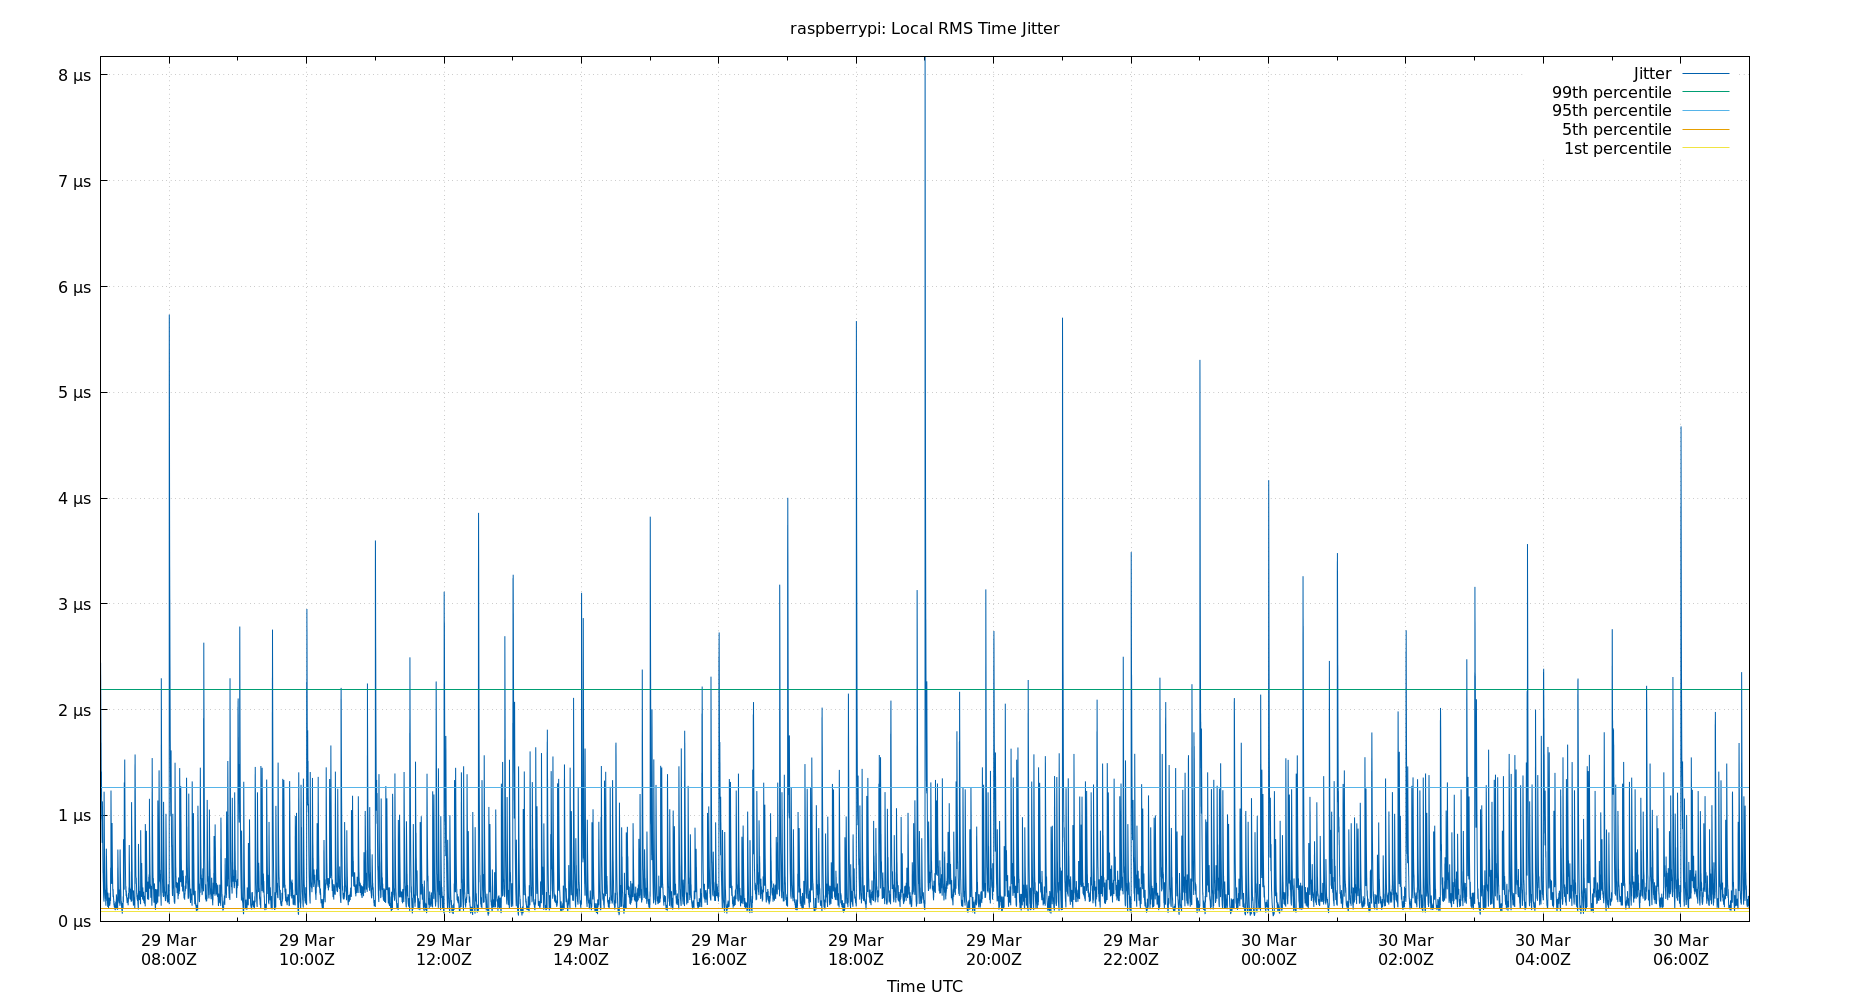 raspberrypi: Local RMS Time Jitter
8 µs
7 µs
6 µs
5 µs
4 µs
3 µs
2 µs
1 µs
0 µs
Jitter
99th percentile
95th percentile
5th percentile
1st percentile
29 Mar
08:00Z
29 Mar
10:00Z
29 Mar
12:00Z
29 Mar
14:00Z
29 Mar
16:00Z
29 Mar
18:00Z
29 Mar
20:00Z
29 Mar
22:00Z
30 Mar
00:00Z
30 Mar
02:00Z
30 Mar
04:00Z
30 Mar
06:00Z
Time UTC